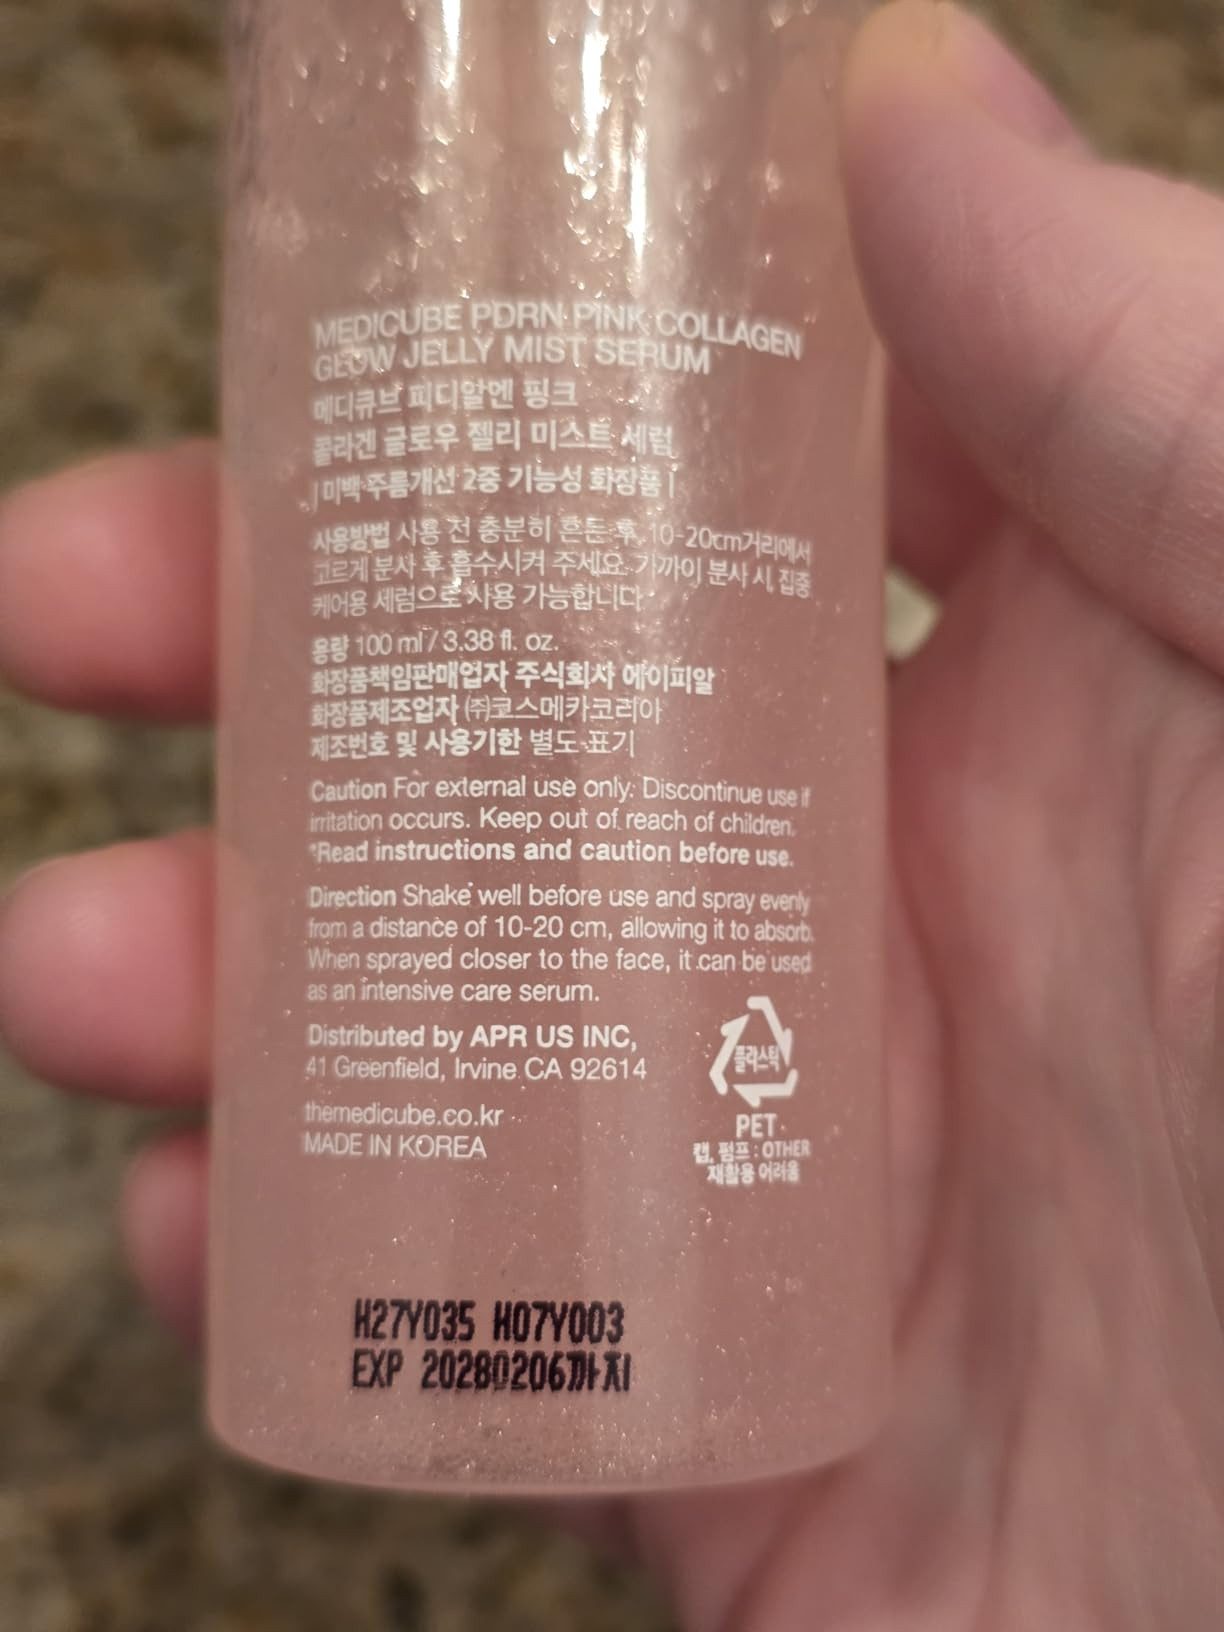 MEDICUBE PDRN PINK COLLAGEN
GLOW JELLY MIST SERUM
메디큐브 피디알엔 핑크
콜라겐 글로우 젤리 미스트 세럼
| 미백·주름개선 2중 기능성 화장품 |
사용방법 사용 전 충분히 흔든 후, 10-20cm거리에서
고르게 분사 후 흡수시켜 주세요. 가까이 분사 시, 집중
케어용 세럼으로 사용 가능합니다.
용량 100 ml / 3.38 fl. oz.
화장품책임판매업자 주식회사 에이피알
화장품제조업자 ㈜코스메카코리아
제조번호 및 사용기한 별도 표기
Caution For external use only. Discontinue use if
irritation occurs. Keep out of reach of children.
*Read instructions and caution before use.
Direction Shake well before use and spray evenly
from a distance of 10-20 cm, allowing it to absorb.
When sprayed closer to the face, it can be used
as an intensive care serum.
Distributed by APR US INC,
41 Greenfield, Irvine CA 92614
themedicube.co.kr
MADE IN KOREA
플라스틱
PET
캡, 펌프 : OTHER
재활용 어려움
H27Y035 H07Y003
EXP 20280206까지